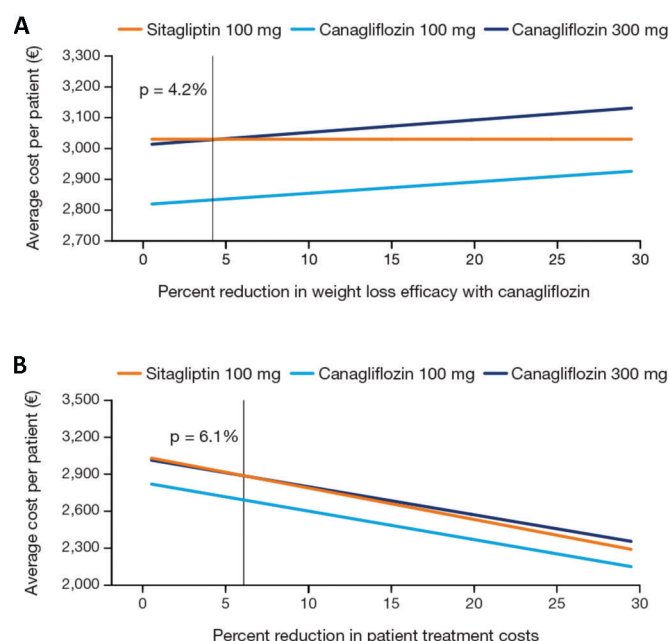 A
Sitagliptin 100 mg Canagliflozin 100 mg Canagliflozin 300 mg
Average cost per patient (€)
3,300
3,200
3,100
3,000
2,900
2,800
2,700
p = 4.2%
0 5 10 15 20 25 30
Percent reduction in weight loss efficacy with canagliflozin
B
Sitagliptin 100 mg Canagliflozin 100 mg Canagliflozin 300 mg
Average cost per patient (€)
3,500
3,200
2,900
2,600
2,300
2,000
p = 6.1%
0 5 10 15 20 25 30
Percent reduction in patient treatment costs